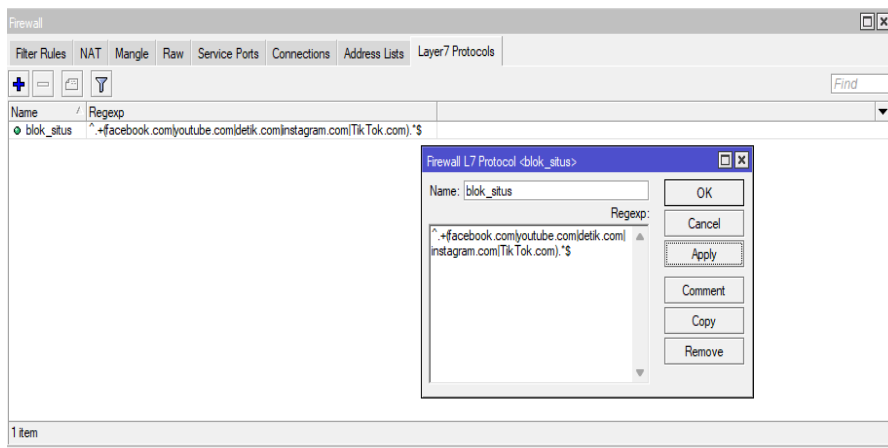 Firewall
Filter Rules NAT Mangle Raw Service Ports Connections Address Lists Layer7 Protocols
Find
Name / Regexp
blok_situs ^.+(facebook.com|youtube.com|detik.com|instagram.com|TikTok.com).*$
Firewall L7 Protocol <blok_situs>
Name: blok_situs OK
Regexp:
Cancel
^.+(facebook.com|youtube.com|detik.com|
instagram.com|TikTok.com).*$ Apply
Comment
Copy
Remove
1 item